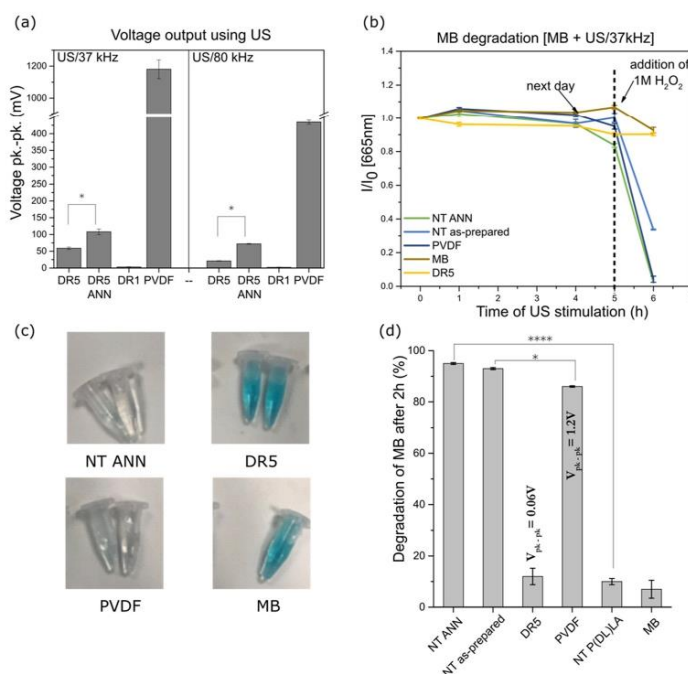 (a)
Voltage output using US
US/37 kHz
US/80 kHz
Voltage pk.-pk. (mV)
1200
1000
400
350
300
250
200
150
100
50
0
*
*
DR5 DR5 ANN DR1 PVDF -- DR5 DR5 ANN DR1 PVDF
(b)
MB degradation [MB + US/37kHz]
next day
addition of
1M H₂O₂
I/I₀ [665nm]
1.4
1.2
1.0
0.8
0.6
0.4
0.2
0.0
NT ANN
NT as-prepared
PVDF
MB
DR5
0 1 2 3 4 5 6
Time of US stimulation (h)
(c)
NT ANN
DR5
PVDF
MB
(d)
****
*
Degradation of MB after 2h (%)
100
80
60
40
20
0
V pk - pk = 0.06V
V pk - pk = 1.2V
NT ANN
NT as-prepared
DR5
PVDF
NT P(DL)LA
MB